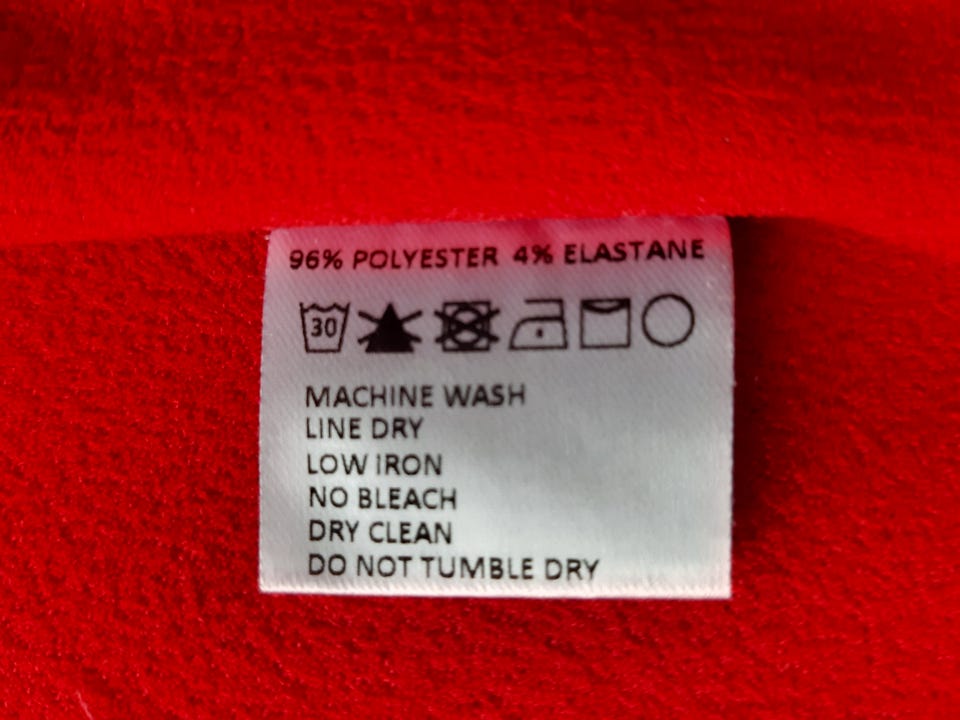 96% POLYESTER 4% ELASTANE
30
MACHINE WASH
LINE DRY
LOW IRON
NO BLEACH
DRY CLEAN
DO NOT TUMBLE DRY